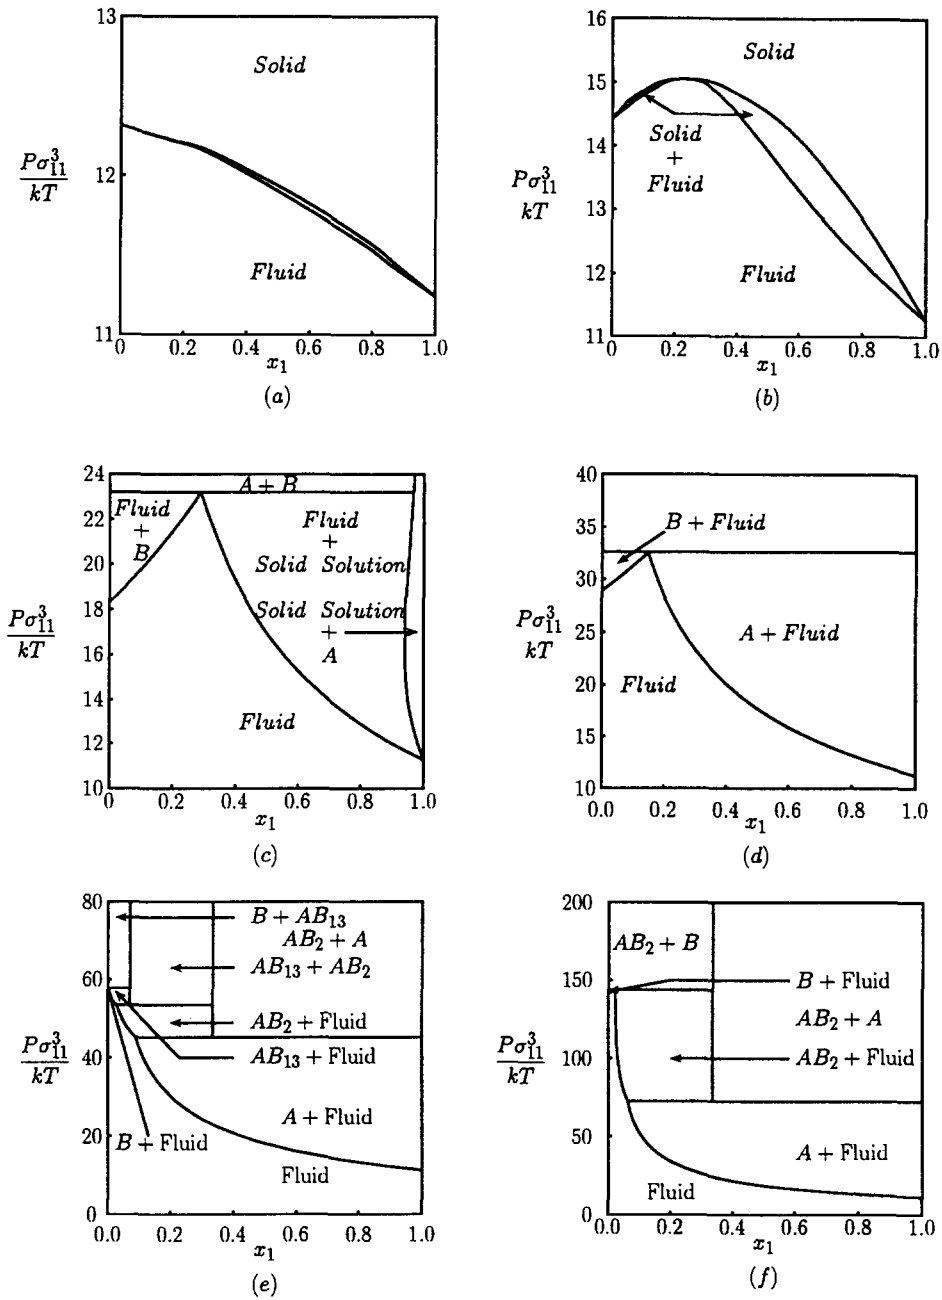 13
12
11
Pσ³₁₁
kT
Solid
Fluid
0 0.2 0.4 0.6 0.8 1.0
x₁
(a)
16
15
14
13
12
11
Pσ³₁₁
kT
Solid
Solid
+
Fluid
Fluid
0 0.2 0.4 0.6 0.8 1.0
x₁
(b)
24
22
20
18
16
14
12
10
Pσ³₁₁
kT
A + B
Fluid
+
B
Fluid
+
Solid Solution
Solid Solution
+
A
Fluid
0 0.2 0.4 0.6 0.8 1.0
x₁
(c)
40
35
30
25
20
15
10
Pσ³₁₁
kT
B + Fluid
A + Fluid
Fluid
0.0 0.2 0.4 0.6 0.8 1.0
x₁
(d)
80
60
40
20
0
Pσ³₁₁
kT
B + AB₁₃
AB₂ + A
AB₁₃ + AB₂
AB₂ + Fluid
AB₁₃ + Fluid
A + Fluid
B + Fluid
Fluid
0.0 0.2 0.4 0.6 0.8 1.0
x₁
(e)
200
150
100
50
0
Pσ³₁₁
kT
AB₂ + B
B + Fluid
AB₂ + A
AB₂ + Fluid
A + Fluid
Fluid
0.0 0.2 0.4 0.6 0.8 1.0
x₁
(f)